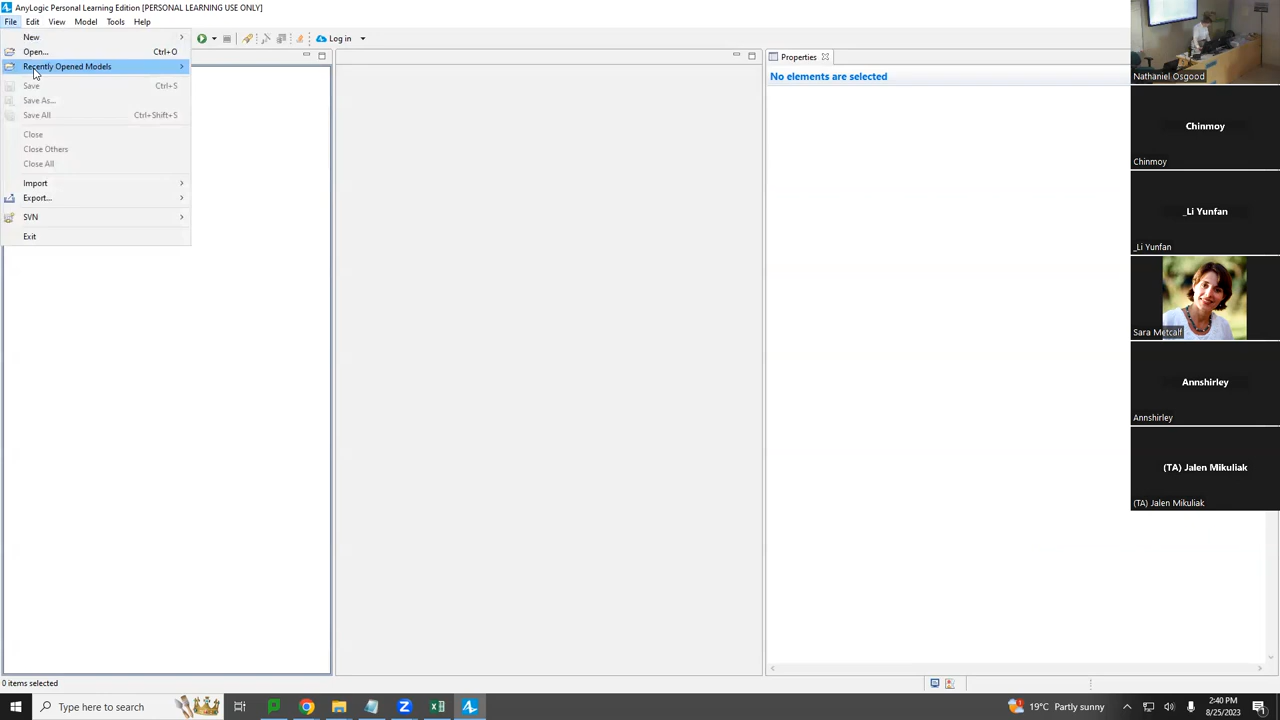 AnyLogic Personal Learning Edition [PERSONAL LEARNING USE ONLY]
File Edit View Model Tools Help
New
Open... Ctrl+O
Recently Opened Models
Save Ctrl+S
Save As...
Save All Ctrl+Shift+S
Close
Close Others
Close All
Import
Export...
SVN
Exit
Log in
Properties
No elements are selected
Nathaniel Osgood
Chinmoy
Chinmoy
_Li Yunfan
_Li Yunfan
Sara Metcalf
Annshirley
Annshirley
(TA) Jalen Mikuliak
(TA) Jalen Mikuliak
0 items selected
Type here to search
19°C Partly sunny
2:40 PM
8/25/2023
1